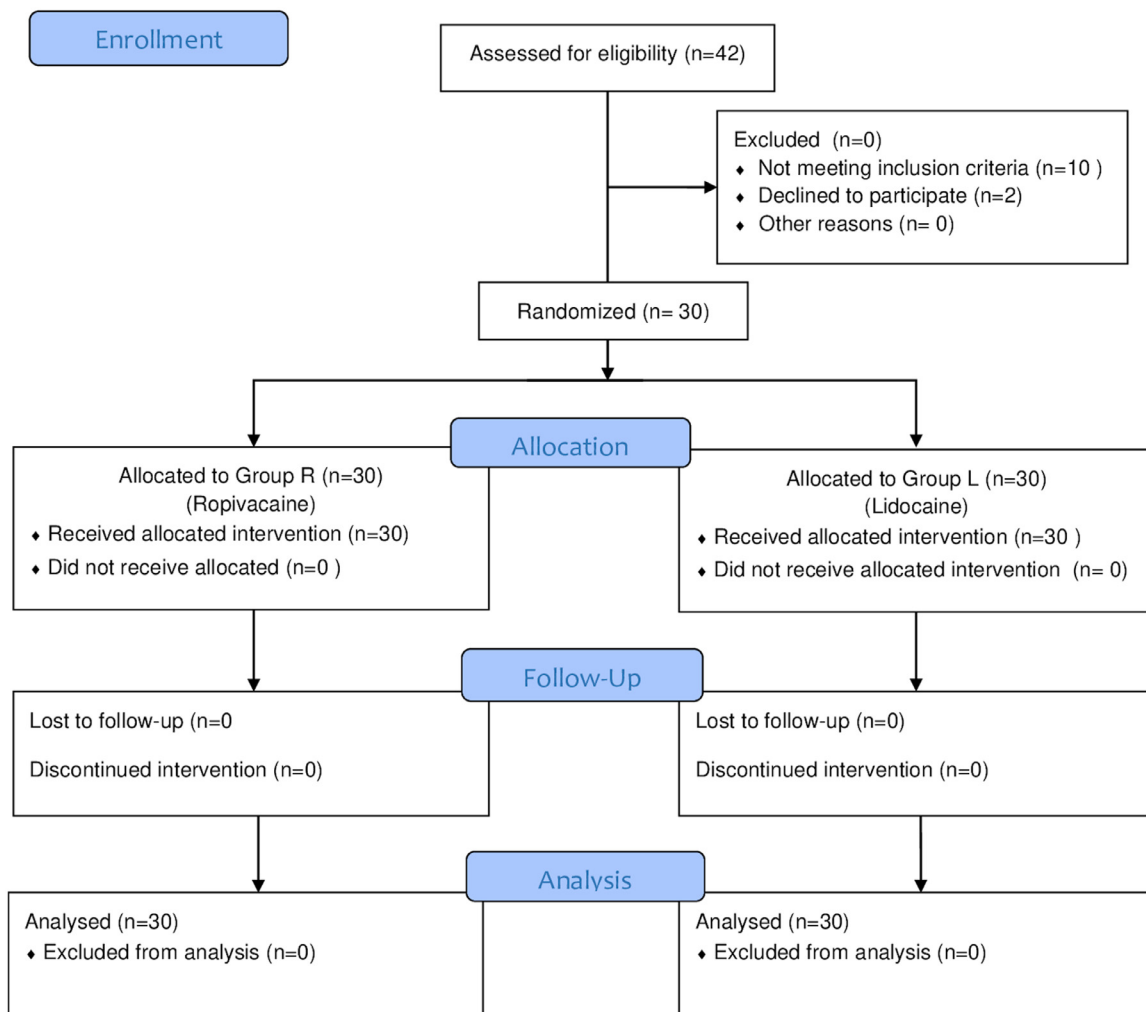 Enrollment
Assessed for eligibility (n=42)
Excluded (n=0)
♦ Not meeting inclusion criteria (n=10 )
♦ Declined to participate (n=2)
♦ Other reasons (n= 0)
Randomized (n= 30)
Allocation
Allocated to Group R (n=30)
(Ropivacaine)
♦ Received allocated intervention (n=30)
♦ Did not receive allocated (n=0 )
Allocated to Group L (n=30)
(Lidocaine)
♦ Received allocated intervention (n=30 )
♦ Did not receive allocated intervention (n= 0)
Follow-Up
Lost to follow-up (n=0
Discontinued intervention (n=0)
Lost to follow-up (n=0)
Discontinued intervention (n=0)
Analysis
Analysed (n=30)
♦ Excluded from analysis (n=0)
Analysed (n=30)
♦ Excluded from analysis (n=0)